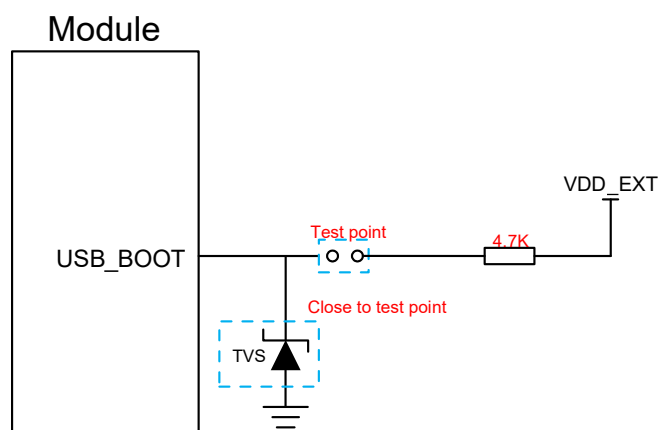 Module
VDD_EXT
Test point
4.7K
USB_BOOT
Close to test point
TVS